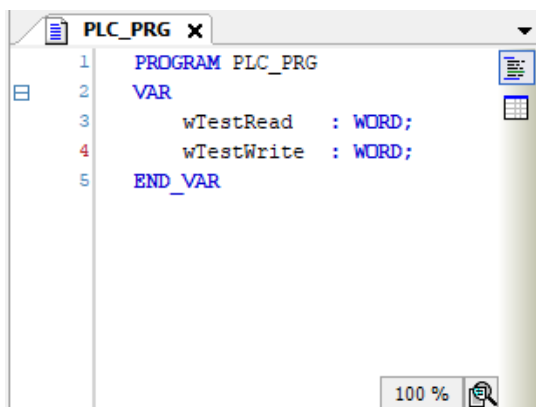 PLC_PRG X
1 PROGRAM PLC_PRG
2 VAR
3 wTestRead : WORD;
4 wTestWrite : WORD;
5 END_VAR
100 %